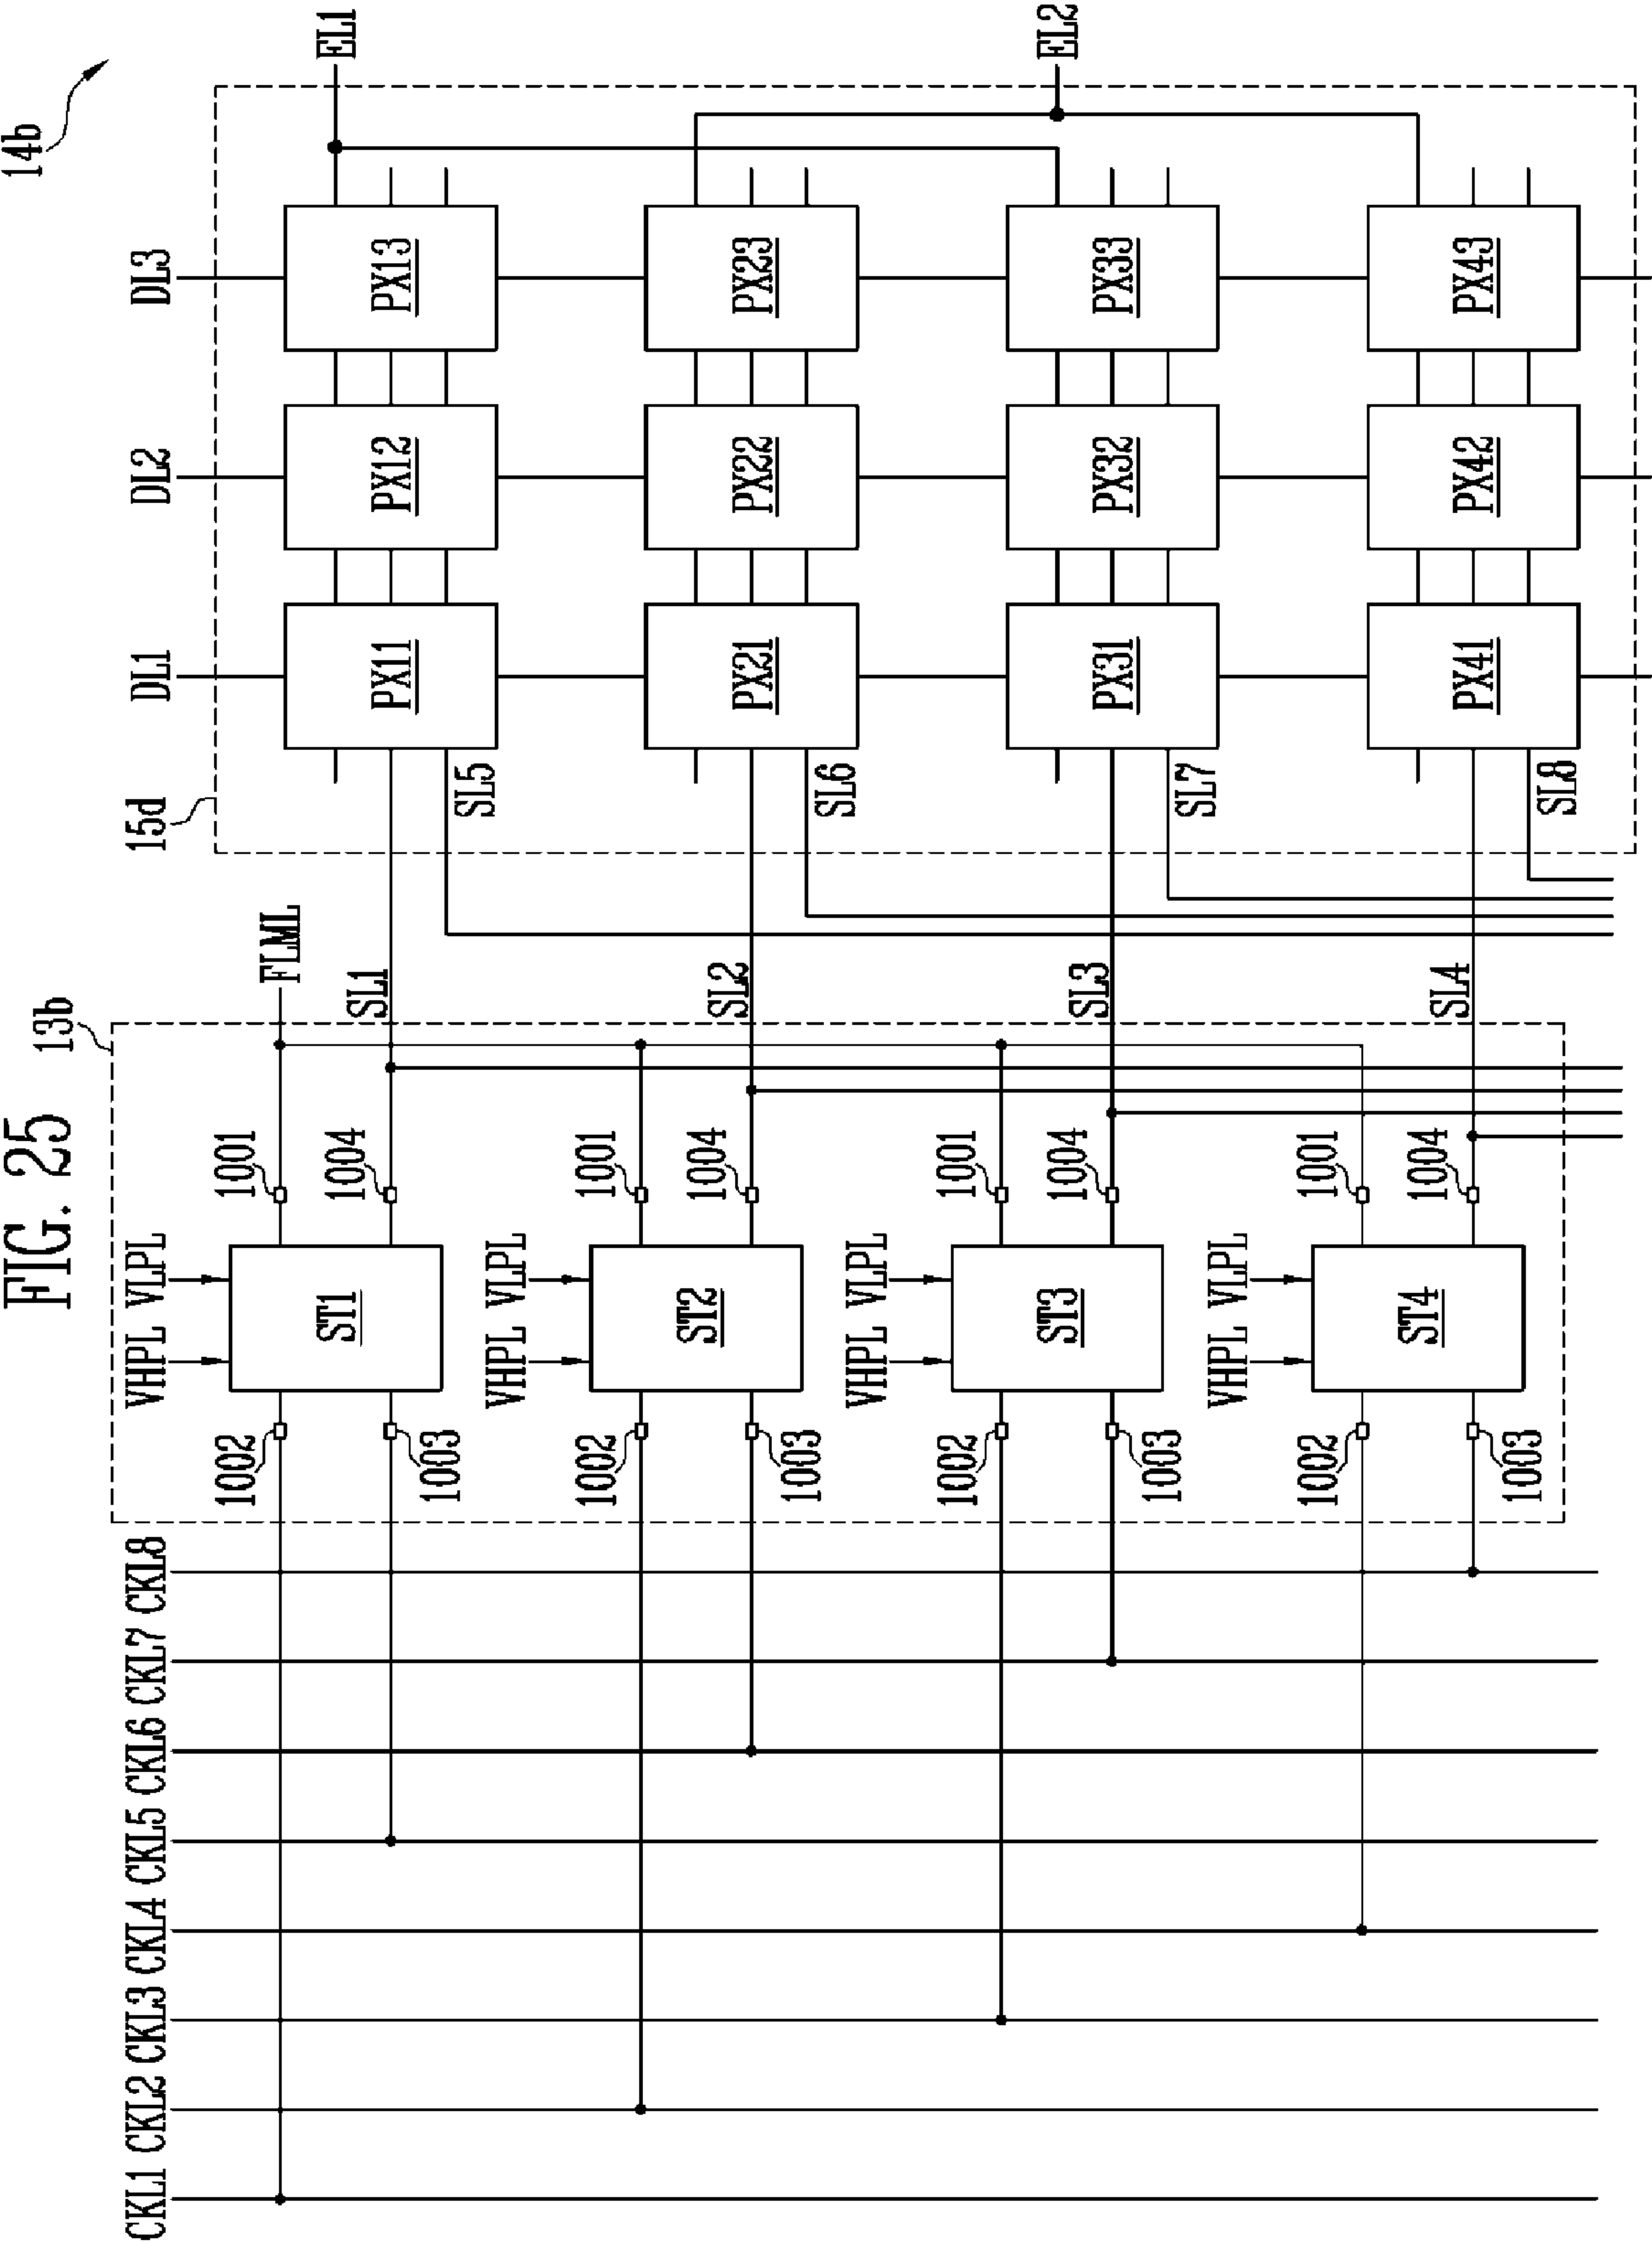 FIG. 25
14b
13b
15d
CKL1 CKL2 CKL3 CKL4 CKL5 CKL6 CKL7 CKL8
VHPL VLPL
FLML
DL1
DL2
DL3
EL1
1002
1001
ST1
1003
1004
SL1
PX11
PX12
PX13
SL5
VHPL VLPL
1002
1001
ST2
1003
1004
SL2
PX21
PX22
PX23
SL6
VHPL VLPL
EL2
1002
1001
ST3
1003
1004
SL3
PX31
PX32
PX33
SL7
VHPL VLPL
1002
1001
ST4
1003
1004
SL4
PX41
PX42
PX43
SL8